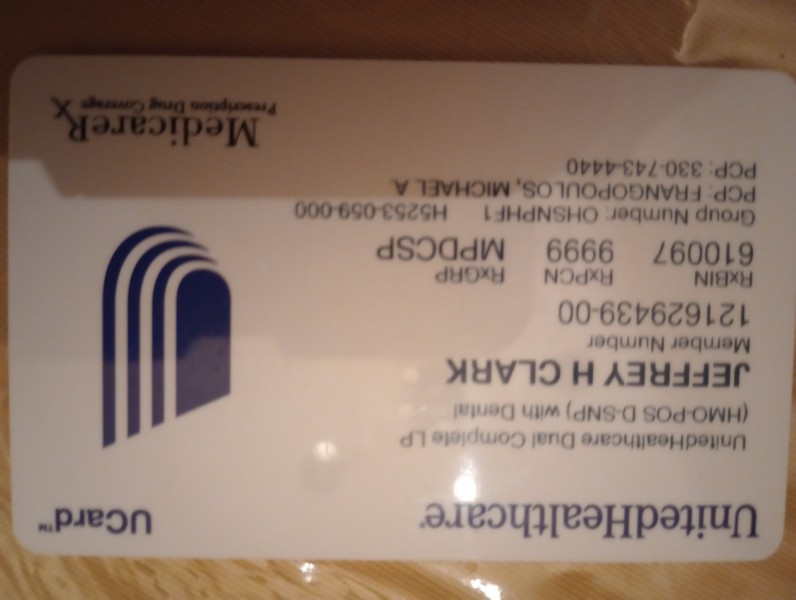 UnitedHealthcare®
UCard™
UnitedHealthcare Dual Complete LP
(HMO-POS D-SNP) with Dental
JEFFREY H CLARK
Member Number
121629439-00
RxBIN RxPCN RxGRP
610097 9999 MPDCSP
Group Number: OHSNPHF1 H5253-059-000
PCP: FRANGOPOULOS, MICHAEL A
PCP: 330-743-4440
MedicareRx
Prescription Drug Coverage